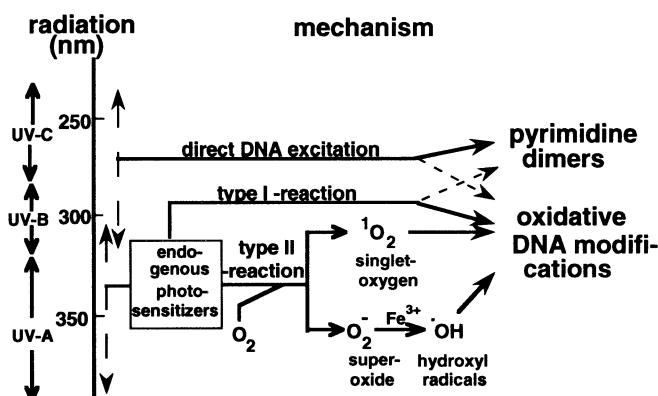 radiation
(nm)
mechanism
UV-C
250
direct DNA excitation
pyrimidine
dimers
type I -reaction
UV-B
300
endo-
genous
photo-
sensitizers
type II
-reaction
¹O₂
singlet-
oxygen
oxidative
DNA modifi-
cations
UV-A
350
O₂
O₂⁻
Fe³⁺
·OH
super-
oxide
hydroxyl
radicals